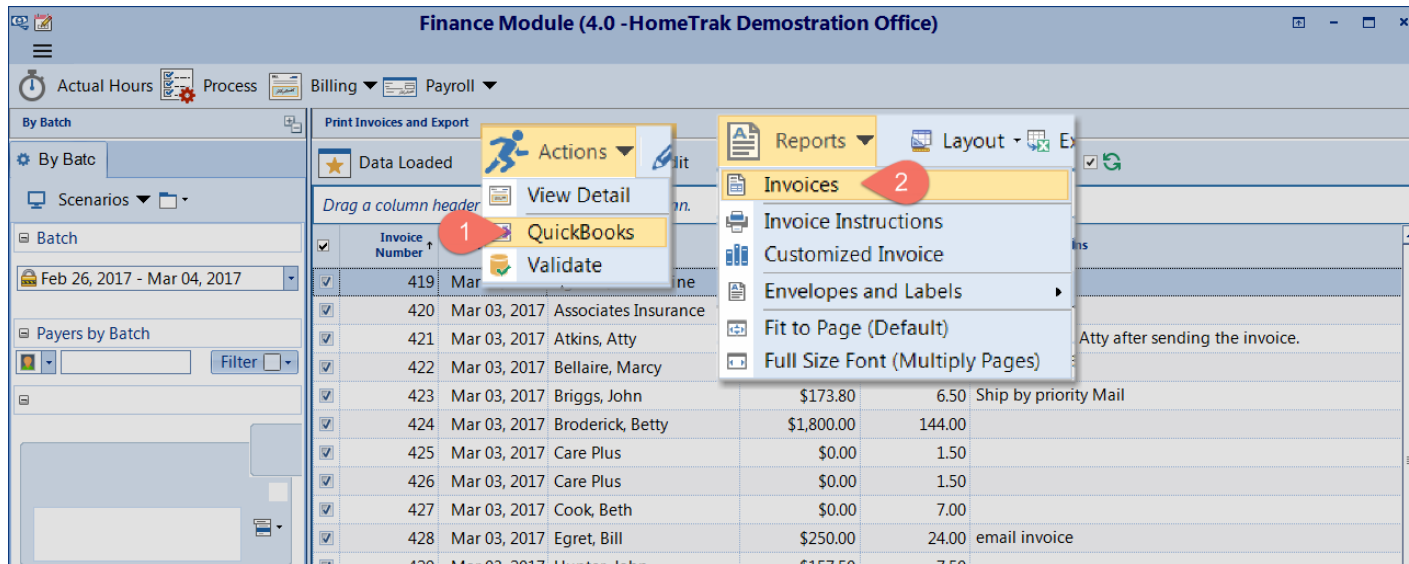 Finance Module (4.0 -HomeTrak Demostration Office)
Actual Hours Process Billing Payroll
By Batch
By Batc
Scenarios
Batch
Feb 26, 2017 - Mar 04, 2017
Payers by Batch
Filter
Print Invoices and Export
Data Loaded
Actions
Reports
Layout
View Detail
1 QuickBooks
Validate
Invoices 2
Invoice Instructions
Customized Invoice
Envelopes and Labels
Fit to Page (Default)
Full Size Font (Multiply Pages)
Drag a column header
Invoice Number
419 Mar
420 Mar 03, 2017 Associates Insurance
421 Mar 03, 2017 Atkins, Atty Atty after sending the invoice.
422 Mar 03, 2017 Bellaire, Marcy
423 Mar 03, 2017 Briggs, John $173.80 6.50 Ship by priority Mail
424 Mar 03, 2017 Broderick, Betty $1,800.00 144.00
425 Mar 03, 2017 Care Plus $0.00 1.50
426 Mar 03, 2017 Care Plus $0.00 1.50
427 Mar 03, 2017 Cook, Beth $0.00 7.00
428 Mar 03, 2017 Egret, Bill $250.00 24.00 email invoice